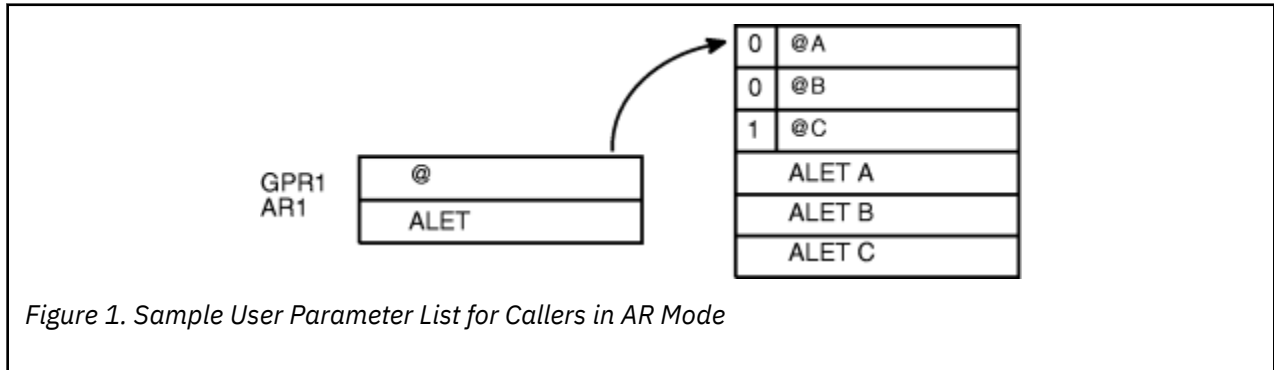 0 @A
0 @B
1 @C
ALET A
ALET B
ALET C
GPR1 @
AR1 ALET
Figure 1. Sample User Parameter List for Callers in AR Mode